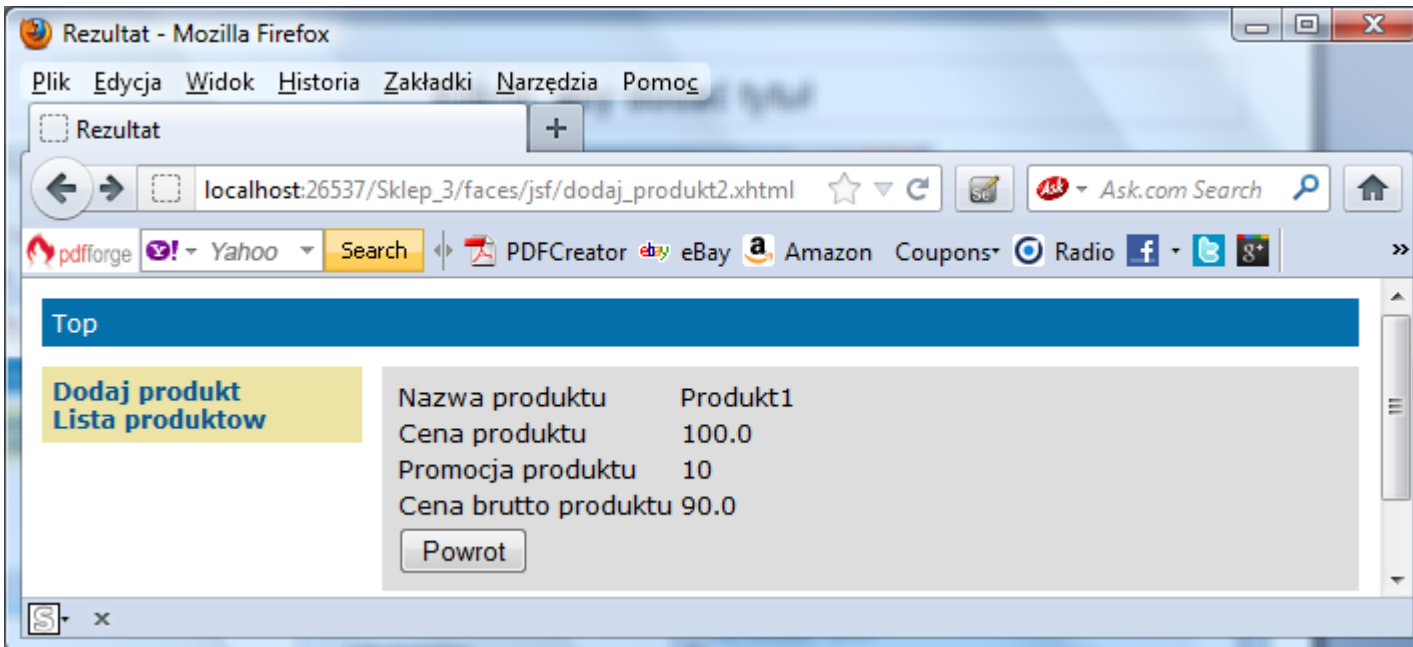 Rezultat - Mozilla Firefox
Plik Edycja Widok Historia Zakładki Narzędzia Pomoc
Rezultat +
localhost:26537/Sklep_3/faces/jsf/dodaj_produkt2.xhtml Ask Ask.com Search
pdfforge Y! Yahoo Search PDFCreator ebay eBay a Amazon Coupons Radio f g+ »
Top
Dodaj produkt
Lista produktow
Nazwa produktu Produkt1
Cena produktu 100.0
Promocja produktu 10
Cena brutto produktu 90.0
Powrot
S x